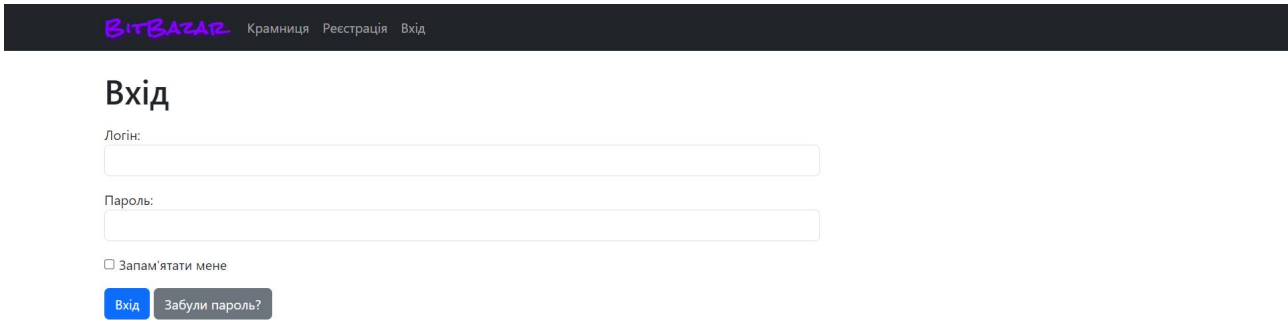 BitBazar Крамниця Реєстрація Вхід
Вхід
Логін:
Пароль:
Запам'ятати мене
Вхід Забули пароль?